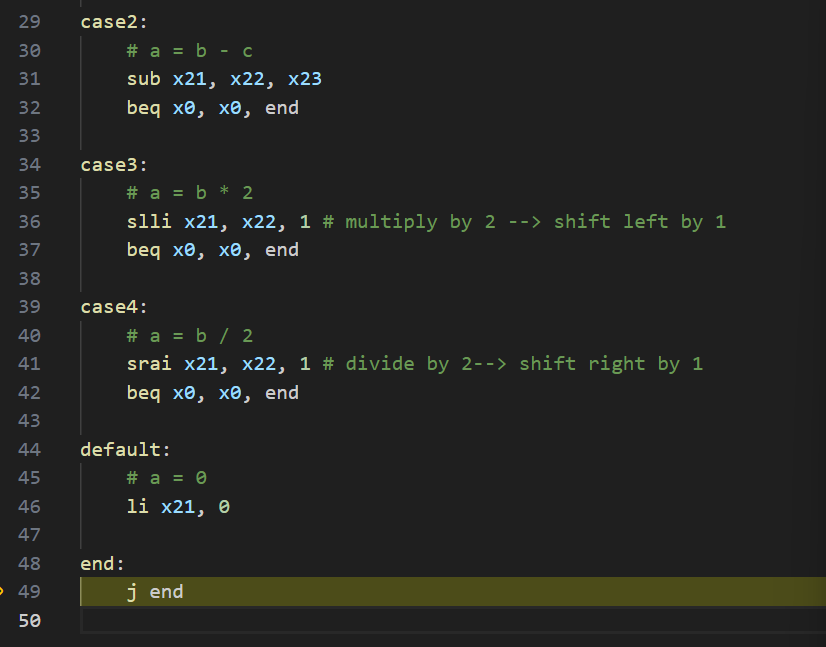 29 case2:
30 # a = b - c
31 sub x21, x22, x23
32 beq x0, x0, end
33
34 case3:
35 # a = b * 2
36 slli x21, x22, 1 # multiply by 2 --> shift left by 1
37 beq x0, x0, end
38
39 case4:
40 # a = b / 2
41 srai x21, x22, 1 # divide by 2--> shift right by 1
42 beq x0, x0, end
43
44 default:
45 # a = 0
46 li x21, 0
47
48 end:
49 j end
50